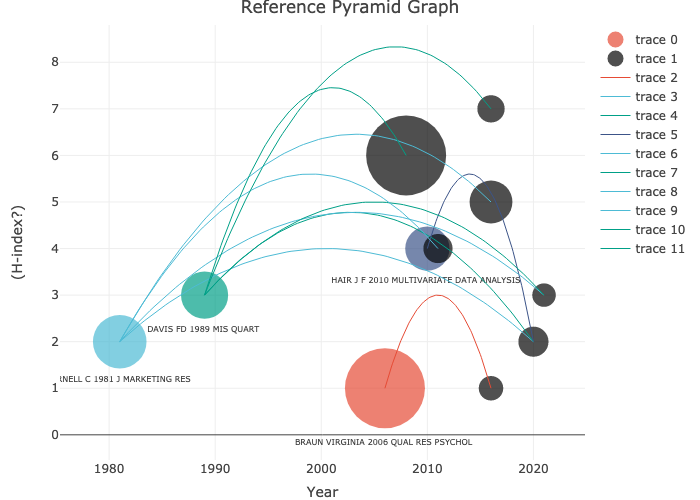 Reference Pyramid Graph
trace 0
trace 1
trace 2
trace 3
trace 4
trace 5
trace 6
trace 7
trace 8
trace 9
trace 10
trace 11
(H-index?)
8
7
6
5
4
3
2
1
0
HAIR J F 2010 MULTIVARIATE DATA ANALYSIS
DAVIS FD 1989 MIS QUART
RNELL C 1981 J MARKETING RES
BRAUN VIRGINIA 2006 QUAL RES PSYCHOL
1980
1990
2000
2010
2020
Year